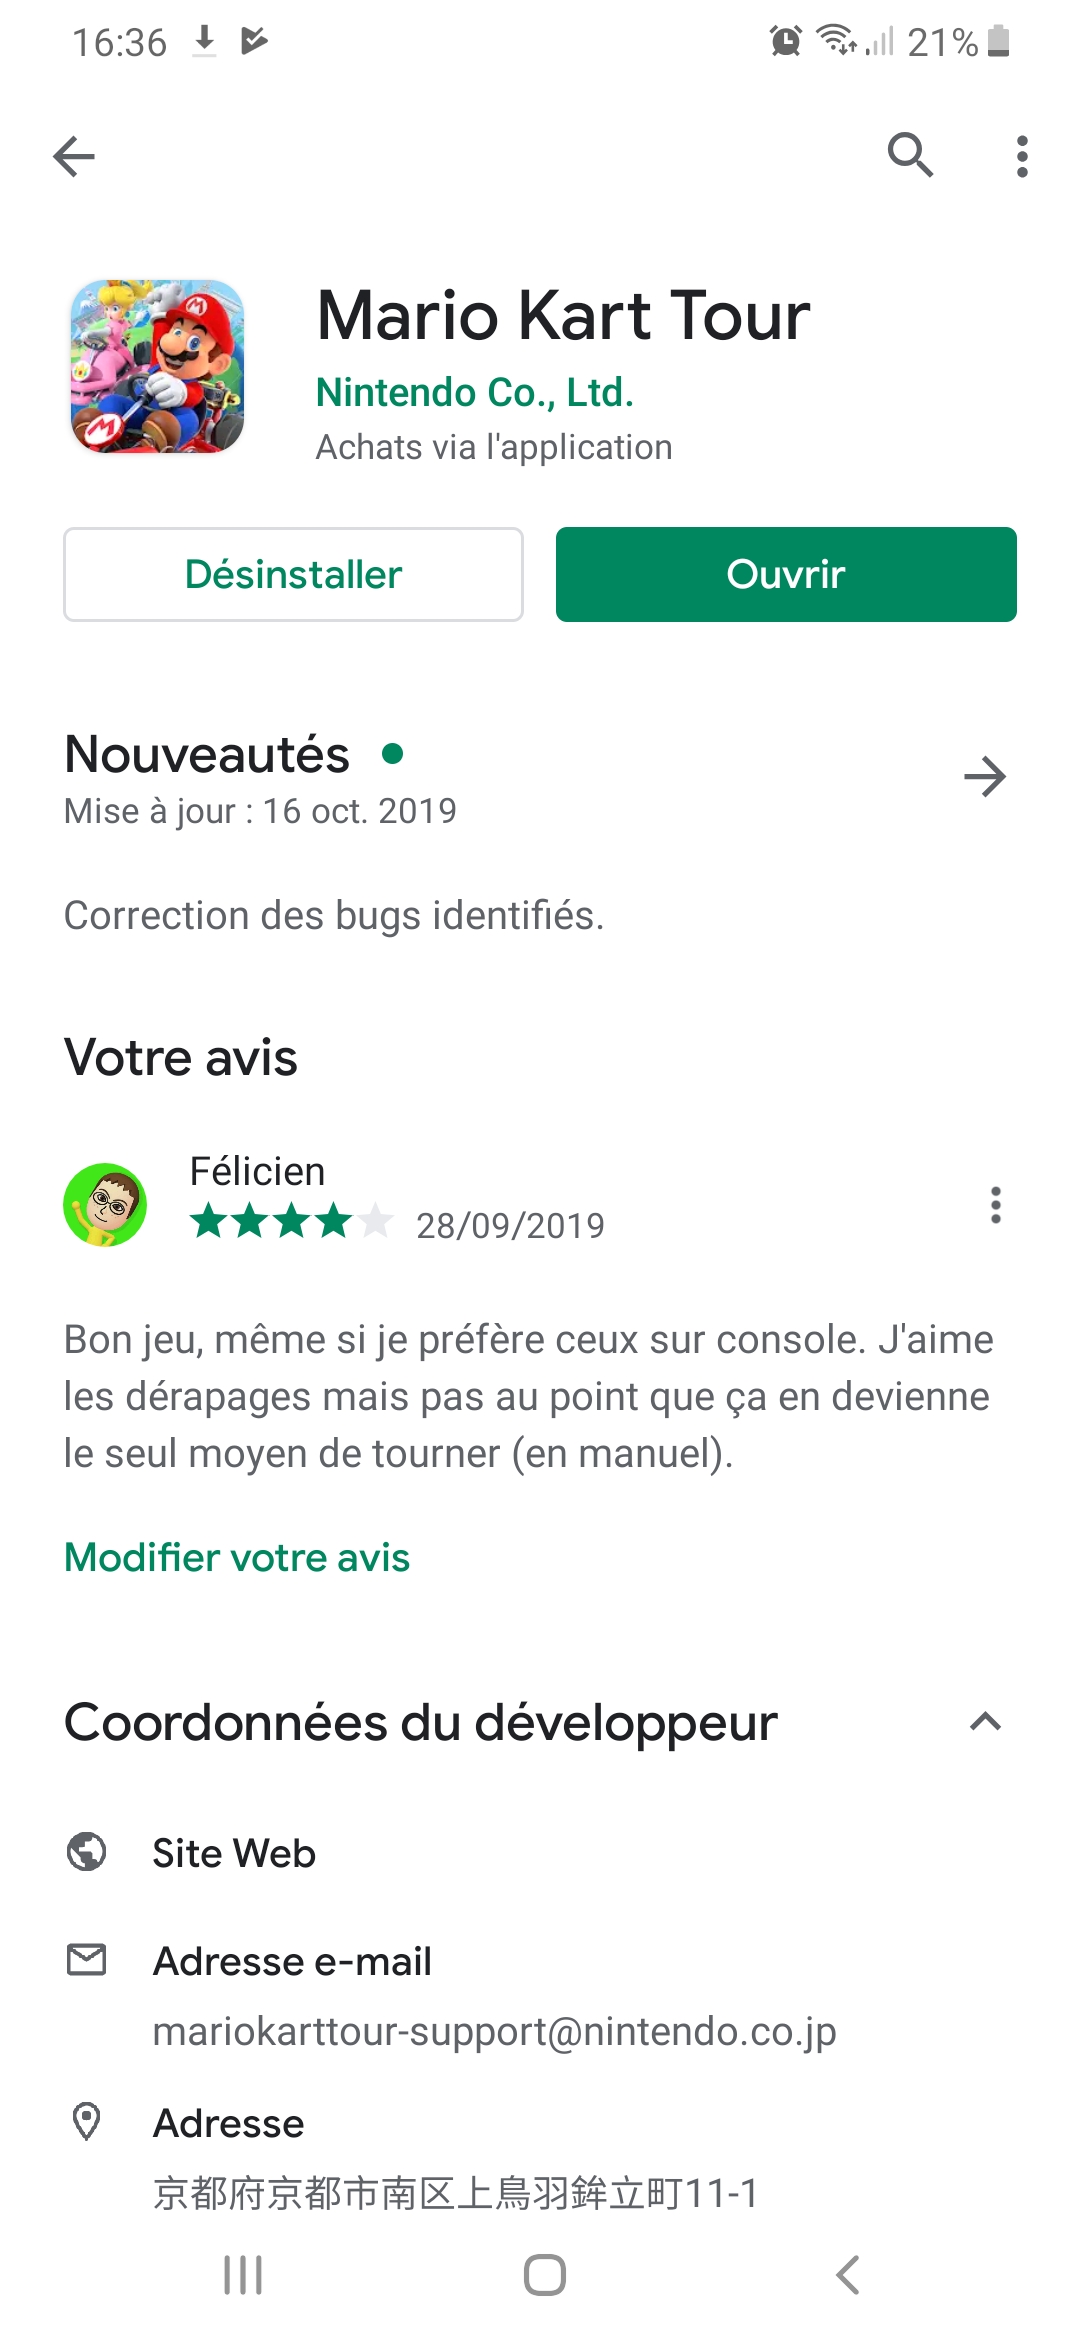 16:36
21%
Mario Kart Tour
Nintendo Co., Ltd.
Achats via l'application
Désinstaller
Ouvrir
Nouveautés
Mise à jour : 16 oct. 2019
Correction des bugs identifiés.
Votre avis
Félicien
28/09/2019
Bon jeu, même si je préfère ceux sur console. J'aime
les dérapages mais pas au point que ça en devienne
le seul moyen de tourner (en manuel).
Modifier votre avis
Coordonnées du développeur
Site Web
Adresse e-mail
mariokarttour-support@nintendo.co.jp
Adresse
京都府京都市南区上鳥羽鉾立町11-1